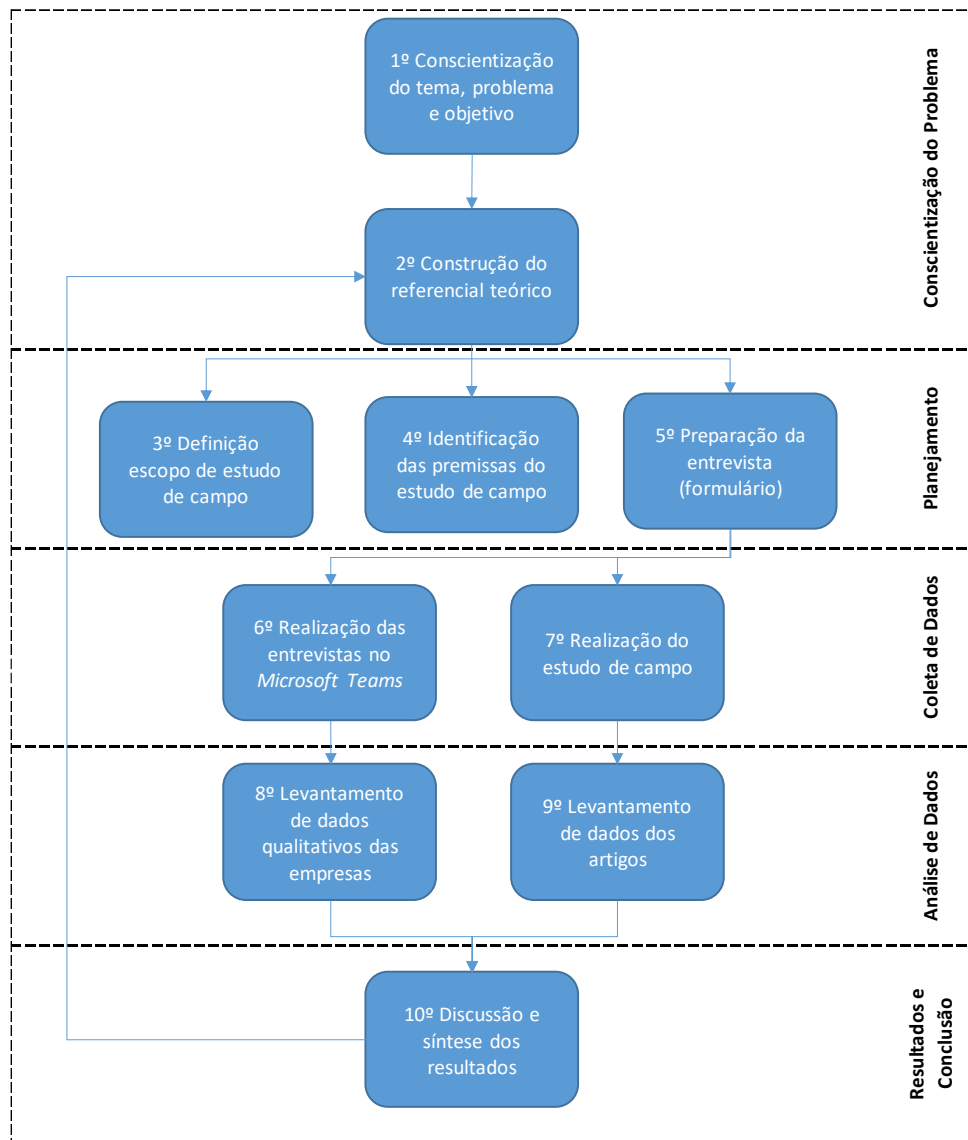 1º Conscientização
do tema, problema
e objetivo
2º Construção do
referencial teórico
Conscientização do Problema
3º Definição
escopo de estudo
de campo
4º Identificação
das premissas do
estudo de campo
5º Preparação da
entrevista
(formulário)
Planejamento
6º Realização das
entrevistas no
Microsoft Teams
7º Realização do
estudo de campo
Coleta de Dados
8º Levantamento
de dados
qualitativos das
empresas
9º Levantamento
de dados dos
artigos
Análise de Dados
10º Discussão e
síntese dos
resultados
Resultados e
Conclusão